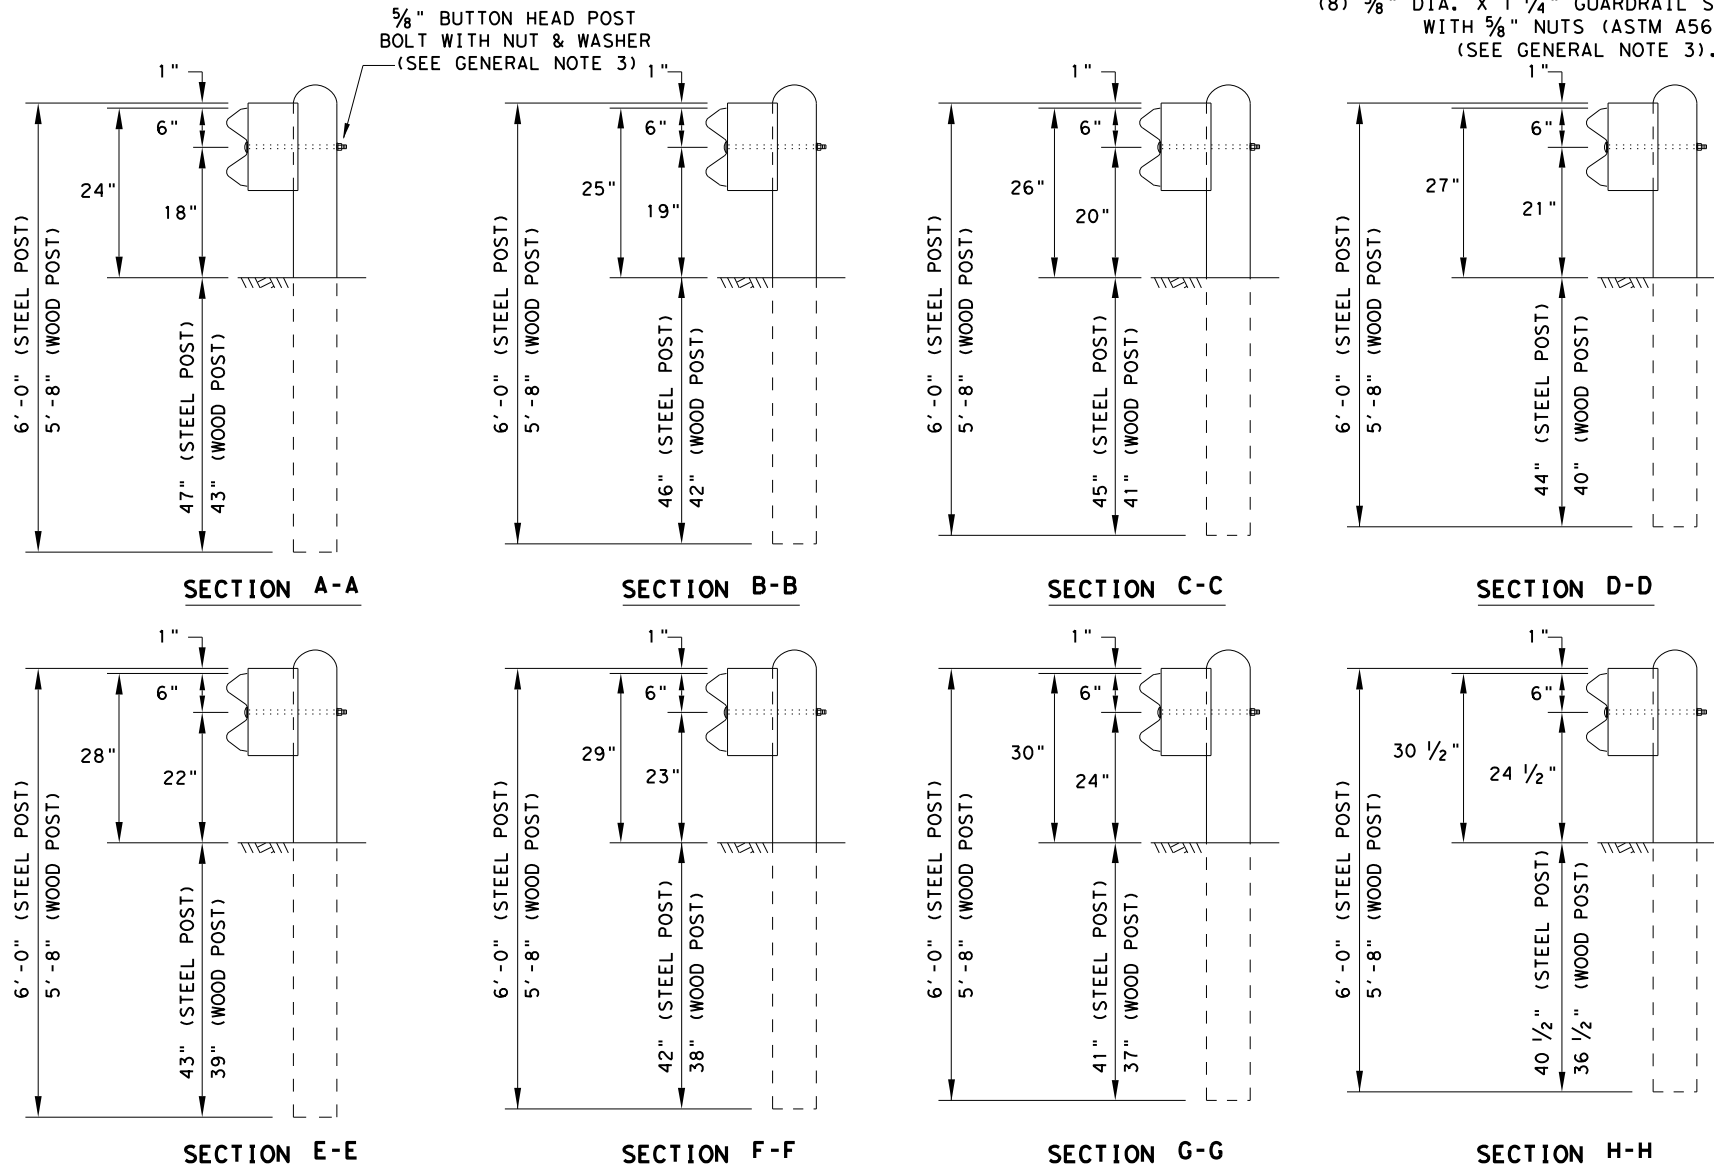 ⅝" BUTTON HEAD POST
BOLT WITH NUT & WASHER
(SEE GENERAL NOTE 3)
(8) ⅝" DIA. X 1 ¼" GUARDRAIL S
WITH ⅝" NUTS (ASTM A56
(SEE GENERAL NOTE 3).
1"
6"
24"
18"
6'-0" (STEEL POST)
5'-8" (WOOD POST)
47" (STEEL POST)
43" (WOOD POST)
SECTION A-A
1"
6"
25"
19"
6'-0" (STEEL POST)
5'-8" (WOOD POST)
46" (STEEL POST)
42" (WOOD POST)
SECTION B-B
1"
6"
26"
20"
6'-0" (STEEL POST)
5'-8" (WOOD POST)
45" (STEEL POST)
41" (WOOD POST)
SECTION C-C
1"
6"
27"
21"
6'-0" (STEEL POST)
5'-8" (WOOD POST)
44" (STEEL POST)
40" (WOOD POST)
SECTION D-D
1"
6"
28"
22"
6'-0" (STEEL POST)
5'-8" (WOOD POST)
43" (STEEL POST)
39" (WOOD POST)
SECTION E-E
1"
6"
29"
23"
6'-0" (STEEL POST)
5'-8" (WOOD POST)
42" (STEEL POST)
38" (WOOD POST)
SECTION F-F
1"
6"
30"
24"
6'-0" (STEEL POST)
5'-8" (WOOD POST)
41" (STEEL POST)
37" (WOOD POST)
SECTION G-G
1"
6"
30 ½"
24 ½"
6'-0" (STEEL POST)
5'-8" (WOOD POST)
40 ½" (STEEL POST)
36 ½" (WOOD POST)
SECTION H-H